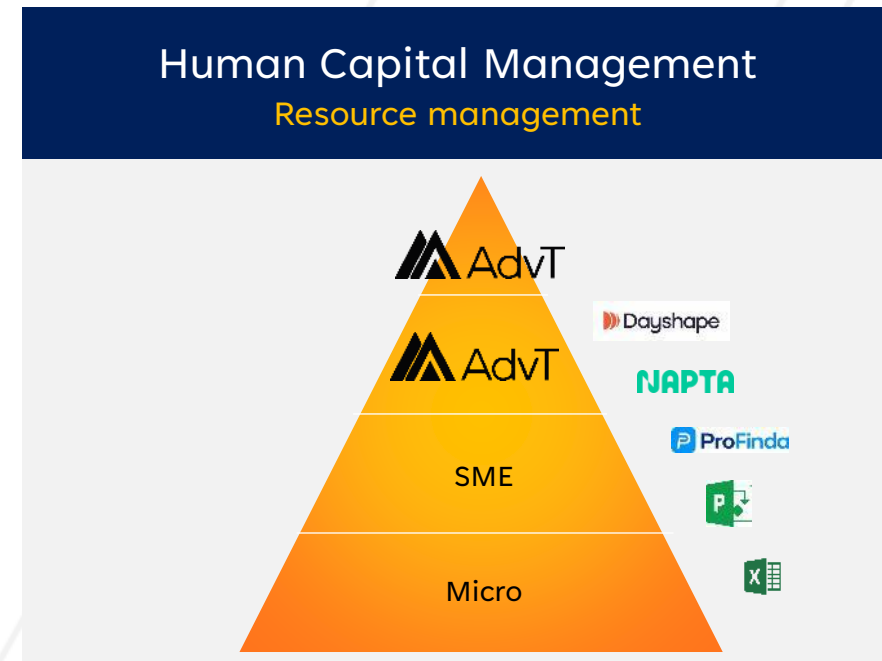 Human Capital Management
Resource management
AdvT
Dayshape
AdvT
NAPTA
ProFinda
P
SME
X
Micro